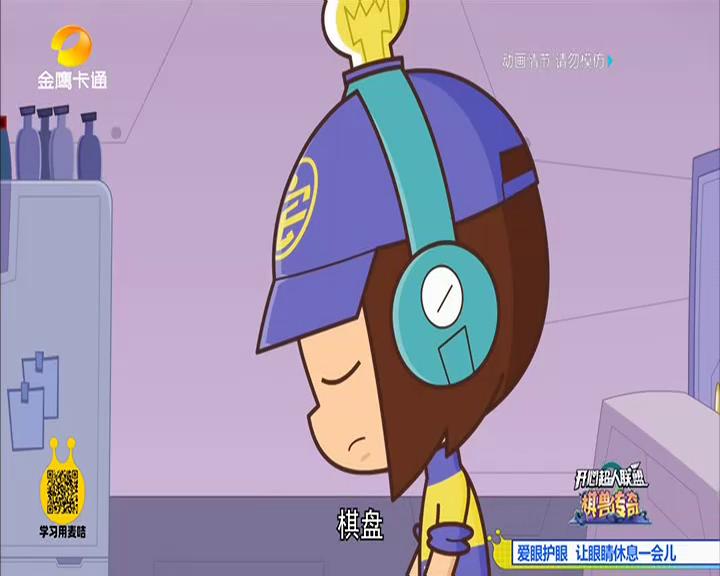 金鹰卡通
动画情节 请勿模仿
宅
学习用麦咭
棋盘
开心超人联盟
棋兽传奇
爱眼护眼 让眼睛休息一会儿